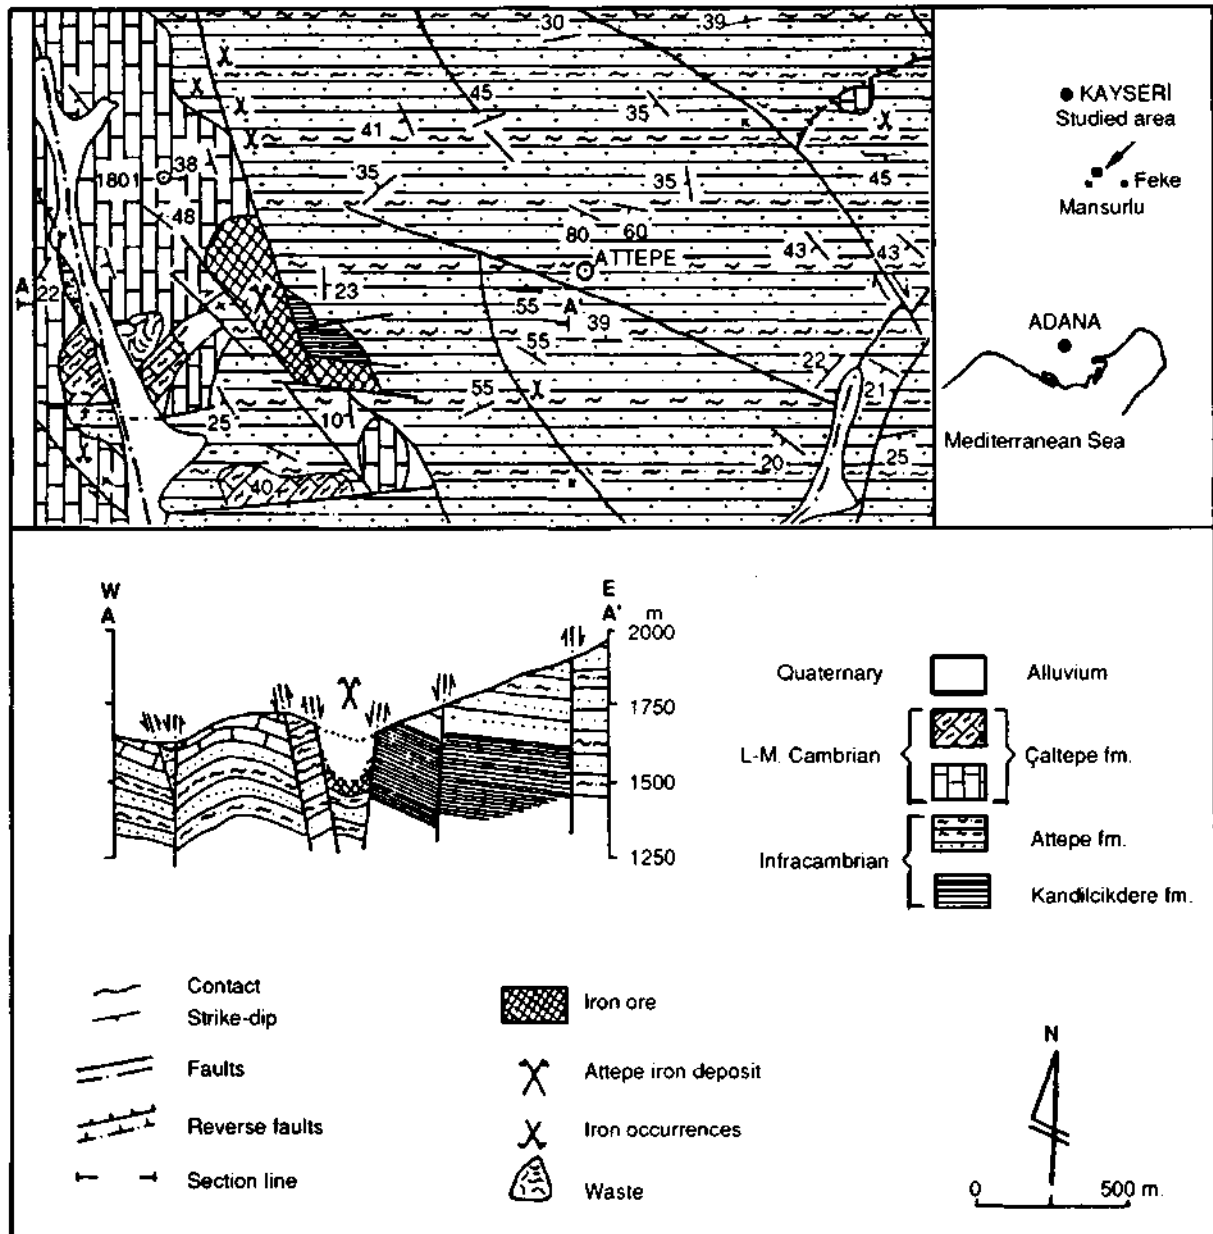 30
39
45
35
41
38
1801
35
35
45
48
80
60
43
43
ATTEPE
A
22
23
55
A
39
55
22
21
55
25
10
20
25
40
KAYSERİ
Studied area
Feke
Mansurlu
ADANA
Mediterranean Sea
W
A
E
A'
m
2000
1750
1500
1250
Quaternary
Alluvium
L-M. Cambrian
Çaltepe fm.
Infracambrian
Attepe fm.
Kandilcikdere fm.
Contact
Strike-dip
Faults
Reverse faults
Section line
Iron ore
Attepe iron deposit
Iron occurrences
Waste
N
0 500 m.